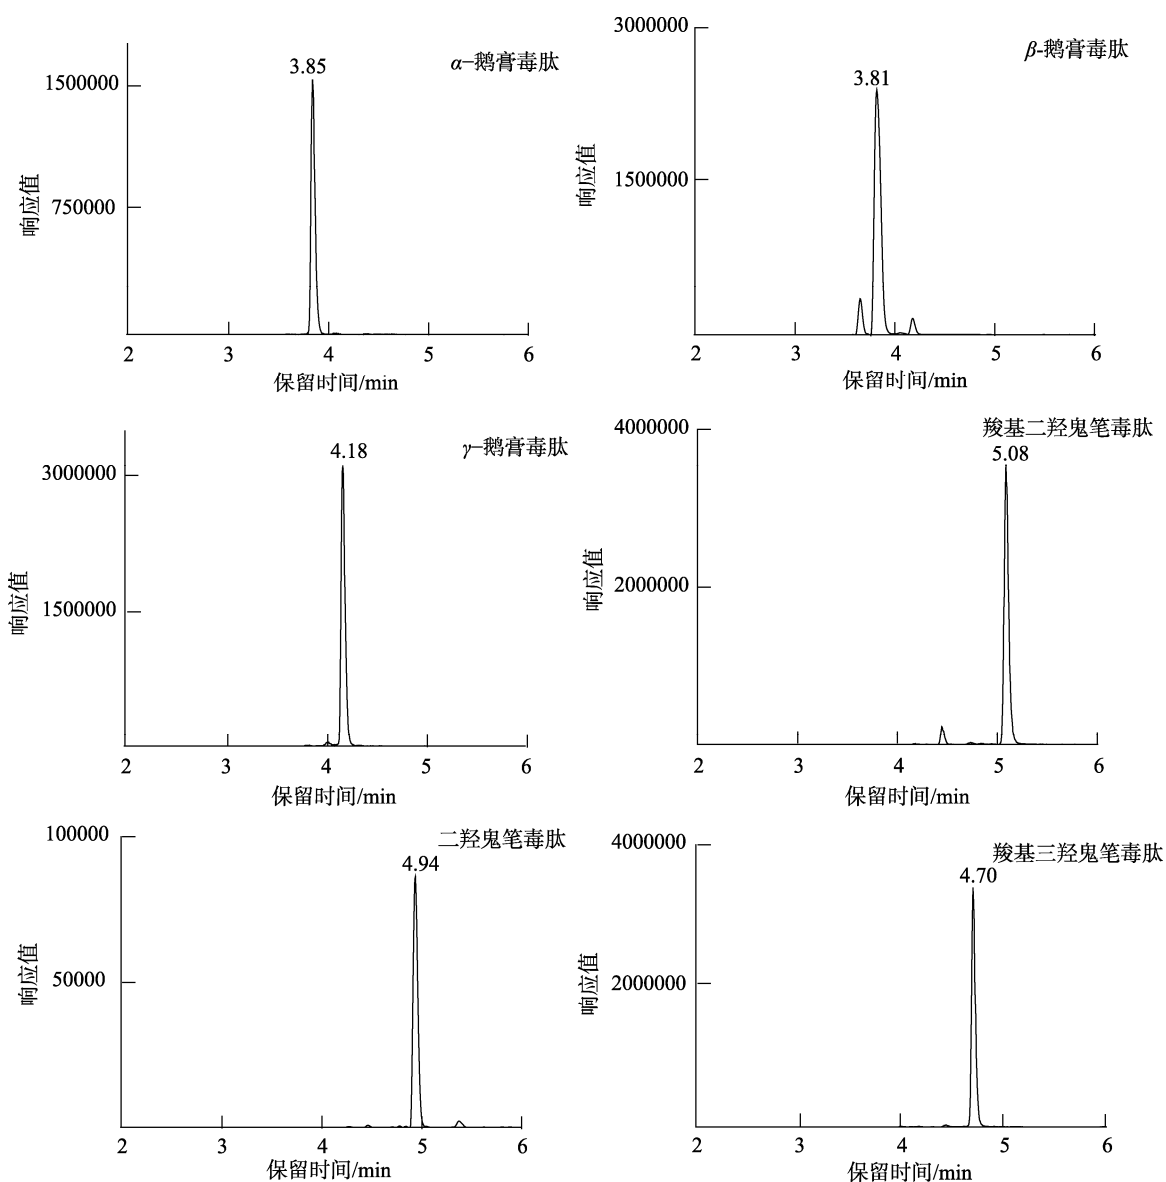 α-鹅膏毒肽
3.85
1500000
750000
响应值
2 3 4 5 6
保留时间/min
β-鹅膏毒肽
3000000
3.81
1500000
响应值
2 3 4 5 6
保留时间/min
γ-鹅膏毒肽
4.18
3000000
1500000
响应值
2 3 4 5 6
保留时间/min
羧基二羟鬼笔毒肽
4000000
5.08
2000000
响应值
2 3 4 5 6
保留时间/min
二羟鬼笔毒肽
100000
4.94
50000
响应值
2 3 4 5 6
保留时间/min
羧基三羟鬼笔毒肽
4000000
4.70
2000000
响应值
2 3 4 5 6
保留时间/min